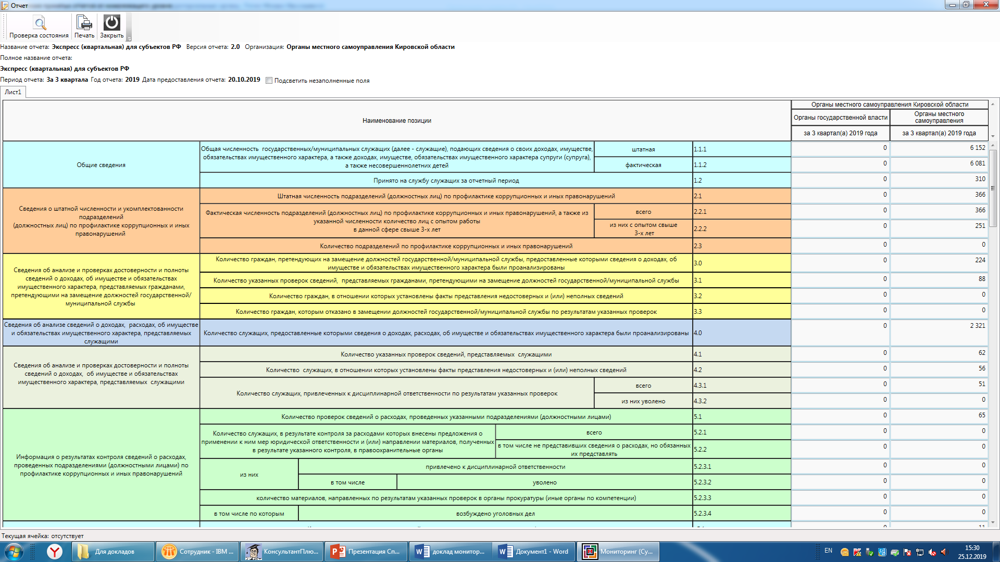 Отчет
Проверка состояния
Печать
Закрыть
Название отчета: Экспресс (квартальная) для субъектов РФ Версия отчета: 2.0 Организация: Органы местного самоуправления Кировской области
Полное название отчета:
Экспресс (квартальная) для субъектов РФ
Период отчета: За 3 квартала Год отчета: 2019 Дата предоставления отчета: 20.10.2019 Подсветить незаполненные поля
Лист1
Наименование позиции
Органы местного самоуправления Кировской области
Органы государственной власти
Органы местного
самоуправления
за 3 квартал(а) 2019 года
за 3 квартал(а) 2019 года
Общие сведения
Общая численность государственных/муниципальных служащих (далее - служащие), подающих сведения о своих доходах, имуществе,
обязательствах имущественного характера, а также доходах, имуществе, обязательствах имущественного характера супруги (супруга),
а также несовершеннолетних детей
штатная 1.1.1 0 6 152
фактическая 1.1.2 0 6 081
Принято на службу служащих за отчетный период 1.2 0 310
Сведения о штатной численности и укомплектованности
подразделений
(должностных лиц) по профилактике коррупционных и иных
правонарушений
Штатная численность подразделений (должностных лиц) по профилактике коррупционных и иных правонарушений 2.1 0 366
Фактическая численность подразделений (должностных лиц) по профилактике коррупционных и иных правонарушений, а также из
указанной численности количество лиц с опытом работы
в данной сфере свыше 3-х лет
всего 2.2.1 0 366
из них с опытом свыше
3-х лет
2.2.2 0 251
Количество подразделений по профилактике коррупционных и иных правонарушений 2.3 0 0
Сведения об анализе и проверках достоверности и полноты
сведений о доходах, об имуществе и обязательствах
имущественного характера, представляемых гражданами,
претендующими на замещение должностей государственной/
муниципальной службы
Количество граждан, претендующих на замещение должностей государственной/муниципальной службы, предоставленные которыми сведения о доходах, об
имуществе и обязательствах имущественного характера были проанализированы
3.0 0 224
Количество указанных проверок сведений, представляемых гражданами, претендующими на замещение должностей государственной/муниципальной службы 3.1 0 88
Количество граждан, в отношении которых установлены факты представления недостоверных и (или) неполных сведений 3.2 0 0
Количество граждан, которым отказано в замещении должностей государственной/муниципальной службы по результатам указанных проверок 3.3 0 0
Сведения об анализе сведений о доходах, расходах, об имуществе
и обязательствах имущественного характера, представляемых
служащими
Количество служащих, предоставленные которыми сведения о доходах, расходах, об имуществе и обязательствах имущественного характера были проанализированы 4.0 0 2 321
Сведения об анализе и проверках достоверности и полноты
сведений о доходах, об имуществе и обязательствах
имущественного характера, представляемых служащими
Количество указанных проверок сведений, представляемых служащими 4.1 0 62
Количество служащих, в отношении которых установлены факты представления недостоверных и (или) неполных сведений 4.2 0 56
Количество служащих, привлеченных к дисциплинарной ответственности по результатам указанных проверок
всего 4.3.1 0 51
из них уволено 4.3.2 0 0
Информация о результатах контроля сведений о расходах,
проведенных подразделениями (должностными лицами) по
профилактике коррупционных и иных правонарушений
Количество проверок сведений о расходах, проведенных указанными подразделениями (должностными лицами) 5.1 0 65
Количество служащих, в результате контроля за расходами которых внесены предложения о
применении к ним мер юридической ответственности и (или) направлении материалов, полученных
в результате указанного контроля, в правоохранительные органы
всего 5.2.1 0 0
в том числе не представивших сведения о расходах, но обязанных
их представлять
5.2.2 0 0
из них
привлечено к дисциплинарной ответственности 5.2.3.1 0 0
в том числе уволено 5.2.3.2 0 0
количество материалов, направленных по результатам указанных проверок в органы прокуратуры (иные органы по компетенции) 5.2.3.3 0 0
в том числе по которым возбуждено уголовных дел 5.2.3.4 0 0
Текущая ячейка: отсутствует
Для докладов
Сотрудник - IBM ...
КонсультантПлю...
Презентация Сп...
доклад монитор...
Документ1 - Word
Мониторинг (Су...
EN
15:30
25.12.2019